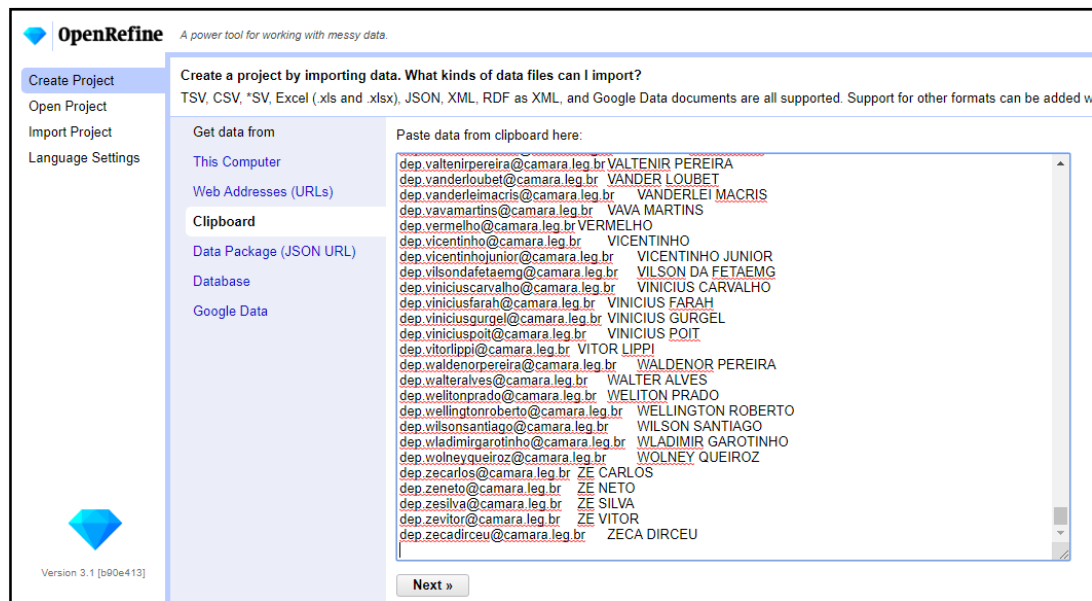 OpenRefine A power tool for working with messy data.
Create Project
Open Project
Import Project
Language Settings
Create a project by importing data. What kinds of data files can I import?
TSV, CSV, *SV, Excel (.xls and .xlsx), JSON, XML, RDF as XML, and Google Data documents are all supported. Support for other formats can be added w
Get data from
This Computer
Web Addresses (URLs)
Clipboard
Data Package (JSON URL)
Database
Google Data
Paste data from clipboard here:
dep.valtenirpereira@camara.leg.br VALTENIR PEREIRA
dep.vanderloubet@camara.leg.br VANDER LOUBET
dep.vanderleimacris@camara.leg.br VANDERLEI MACRIS
dep.vavamartins@camara.leg.br VAVA MARTINS
dep.vermelho@camara.leg.br VERMELHO
dep.vicentinho@camara.leg.br VICENTINHO
dep.vicentinhojunior@camara.leg.br VICENTINHO JUNIOR
dep.vilsondafetaemg@camara.leg.br VILSON DA FETAEMG
dep.viniciuscarvalho@camara.leg.br VINICIUS CARVALHO
dep.viniciusfarah@camara.leg.br VINICIUS FARAH
dep.viniciusgurgel@camara.leg.br VINICIUS GURGEL
dep.viniciuspoit@camara.leg.br VINICIUS POIT
dep.vitorlippi@camara.leg.br VITOR LIPPI
dep.waldenorpereira@camara.leg.br WALDENOR PEREIRA
dep.walteralves@camara.leg.br WALTER ALVES
dep.welitonprado@camara.leg.br WELITON PRADO
dep.wellingtonroberto@camara.leg.br WELLINGTON ROBERTO
dep.wilsonsantiago@camara.leg.br WILSON SANTIAGO
dep.wladimirgarotinho@camara.leg.br WLADIMIR GAROTINHO
dep.wolneyqueiroz@camara.leg.br WOLNEY QUEIROZ
dep.zecarlos@camara.leg.br ZE CARLOS
dep.zeneto@camara.leg.br ZE NETO
dep.zesilva@camara.leg.br ZE SILVA
dep.zevitor@camara.leg.br ZE VITOR
dep.zecadirceu@camara.leg.br ZECA DIRCEU
Next »
Version 3.1 [b90e413]